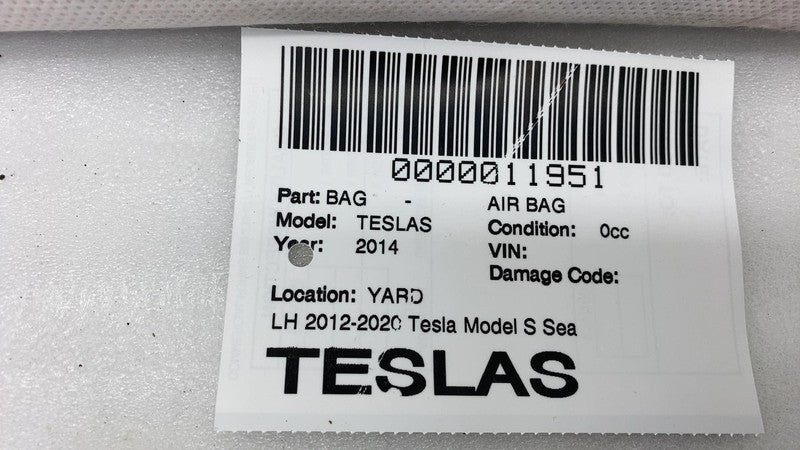 0000011951
Part: BAG - AIR BAG
Model: TESLAS Condition: 0cc
Year: 2014 VIN:
Damage Code:
Location: YARD
LH 2012-2020 Tesla Model S Sea
TESLAS